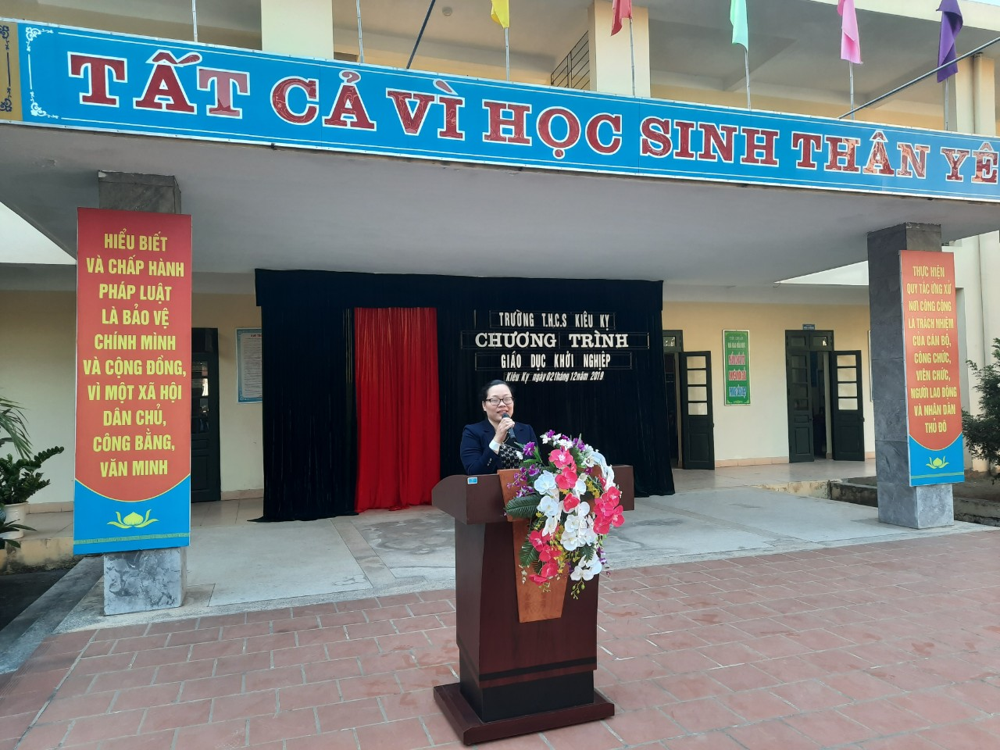 TẤT CẢ VÌ HỌC SINH THÂN YÊ
HIỂU BIẾT
VÀ CHẤP HÀNH
PHÁP LUẬT
LÀ BẢO VỆ
CHÍNH MÌNH
VÀ CỘNG ĐỒNG,
VÌ MỘT XÃ HỘI
DÂN CHỦ,
CÔNG BẰNG,
VĂN MINH
TRƯỜNG T.H.C.S KIÊU KỴ
CHƯƠNG TRÌNH
GIÁO DỤC KHỞI NGHIỆP
Kiêu Kỵ ngày 02 tháng 12 năm 2019
THỰC HIỆN
QUY TẮC ỨNG XỬ
NƠI CÔNG CỘNG
LÀ TRÁCH NHIỆM
CỦA CÁN BỘ,
CÔNG CHỨC,
VIÊN CHỨC,
NGƯỜI LAO ĐỘNG
VÀ NHÂN DÂN
THỦ ĐÔ